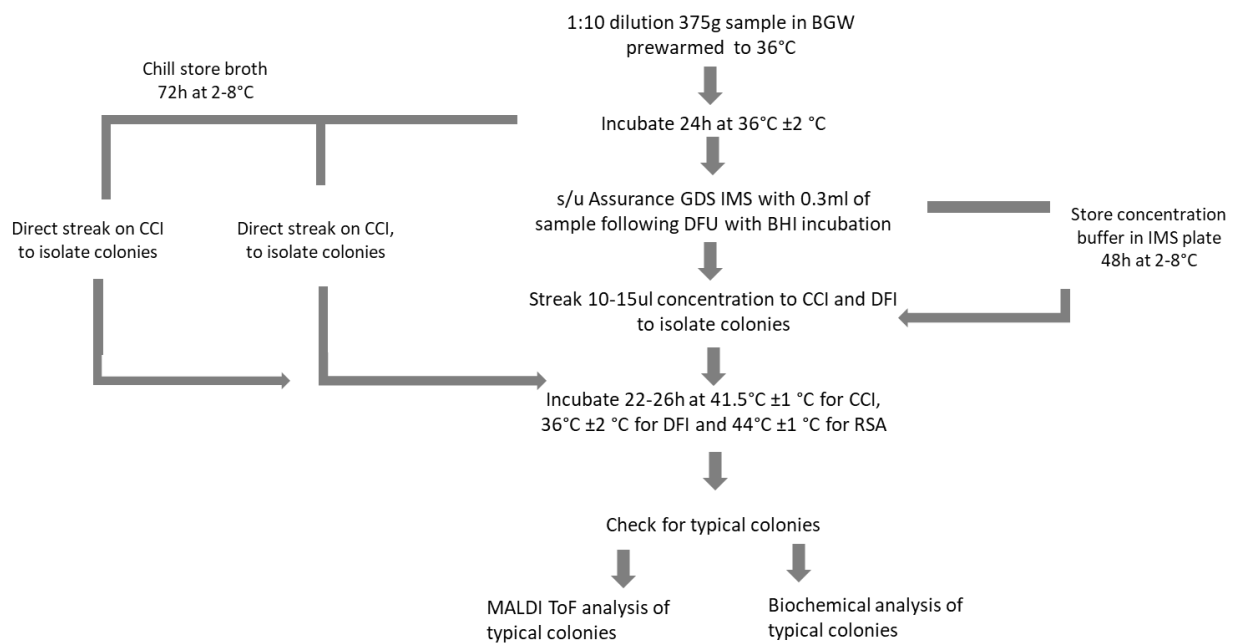 1:10 dilution 375g sample in BGW
prewarmed to 36°C
Chill store broth
72h at 2-8°C
Incubate 24h at 36°C ±2 °C
s/u Assurance GDS IMS with 0.3ml of
sample following DFU with BHI incubation
Direct streak on CCI
to isolate colonies
Direct streak on CCI,
to isolate colonies
Store concentration
buffer in IMS plate
48h at 2-8°C
Streak 10-15ul concentration to CCI and DFI
to isolate colonies
Incubate 22-26h at 41.5°C ±1 °C for CCI,
36°C ±2 °C for DFI and 44°C ±1 °C for RSA
Check for typical colonies
MALDI ToF analysis of
typical colonies
Biochemical analysis of
typical colonies